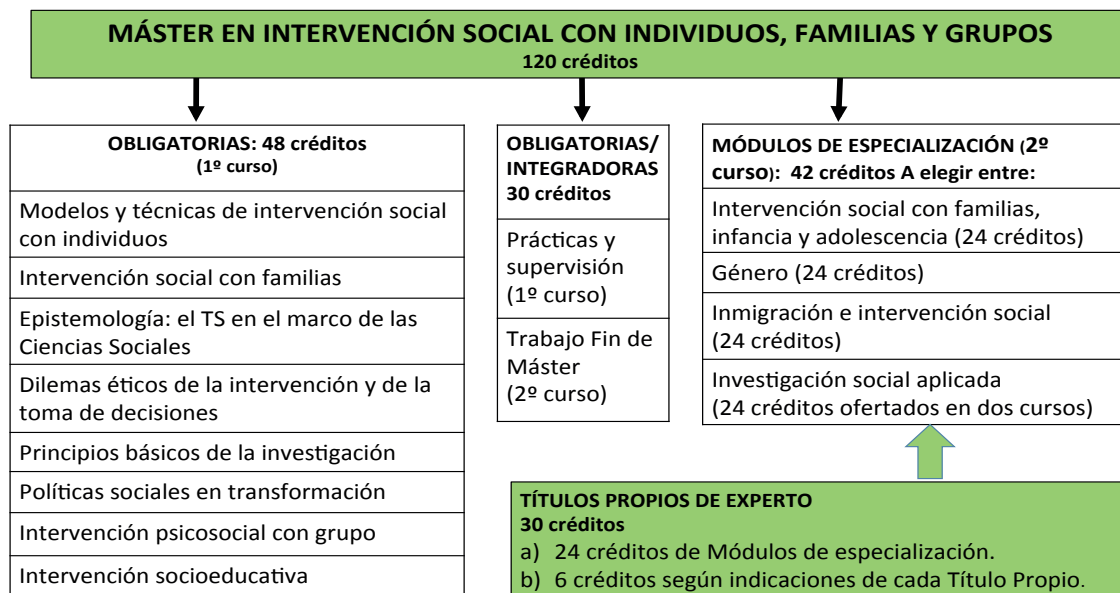 MÁSTER EN INTERVENCIÓN SOCIAL CON INDIVIDUOS, FAMILIAS Y GRUPOS
120 créditos
OBLIGATORIAS: 48 créditos
(1º curso)
Modelos y técnicas de intervención social
con individuos
Intervención social con familias
Epistemología: el TS en el marco de las
Ciencias Sociales
Dilemas éticos de la intervención y de la
toma de decisiones
Principios básicos de la investigación
Políticas sociales en transformación
Intervención psicosocial con grupo
Intervención socioeducativa
OBLIGATORIAS/
INTEGRADORAS
30 créditos
Prácticas y
supervisión
(1º curso)
Trabajo Fin de
Máster
(2º curso)
MÓDULOS DE ESPECIALIZACIÓN (2º
curso): 42 créditos A elegir entre:
Intervención social con familias,
infancia y adolescencia (24 créditos)
Género (24 créditos)
Inmigración e intervención social
(24 créditos)
Investigación social aplicada
(24 créditos ofertados en dos cursos)
TÍTULOS PROPIOS DE EXPERTO
30 créditos
a) 24 créditos de Módulos de especialización.
b) 6 créditos según indicaciones de cada Título Propio.